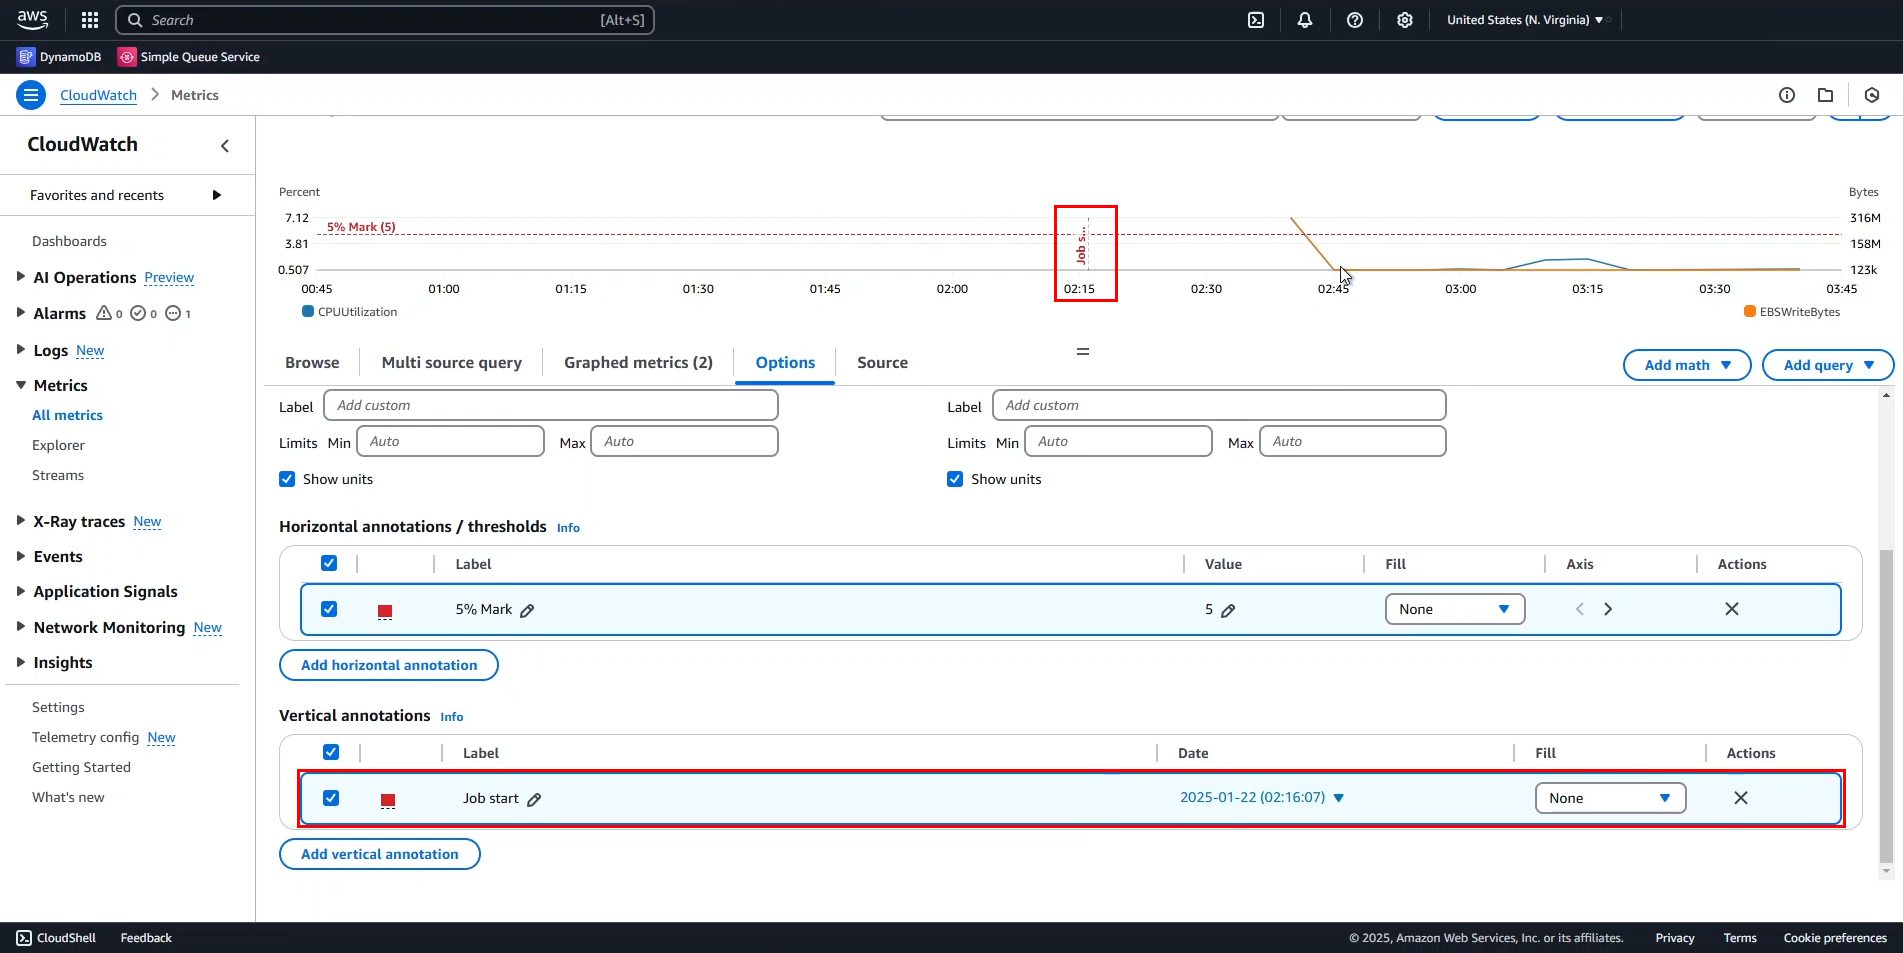 aws
Search [Alt+S]
United States (N. Virginia)
DynamoDB Simple Queue Service
CloudWatch > Metrics
CloudWatch
Favorites and recents
Dashboards
AI Operations Preview
Alarms 0 0 1
Logs New
Metrics
All metrics
Explorer
Streams
X-Ray traces New
Events
Application Signals
Network Monitoring New
Insights
Settings
Telemetry config New
Getting Started
What's new
Percent Bytes
7.12 316M
5% Mark (5)
3.81 158M
Job s...
0.507 123k
00:45 01:00 01:15 01:30 01:45 02:00 02:15 02:30 02:45 03:00 03:15 03:30 03:45
CPUUtilization EBSWriteBytes
Browse Multi source query Graphed metrics (2) Options Source Add math Add query
Label Add custom Label Add custom
Limits Min Auto Max Auto Limits Min Auto Max Auto
Show units Show units
Horizontal annotations / thresholds Info
Label Value Fill Axis Actions
5% Mark 5 None
Add horizontal annotation
Vertical annotations Info
Label Date Fill Actions
Job start 2025-01-22 (02:16:07) None
Add vertical annotation
CloudShell Feedback © 2025, Amazon Web Services, Inc. or its affiliates. Privacy Terms Cookie preferences